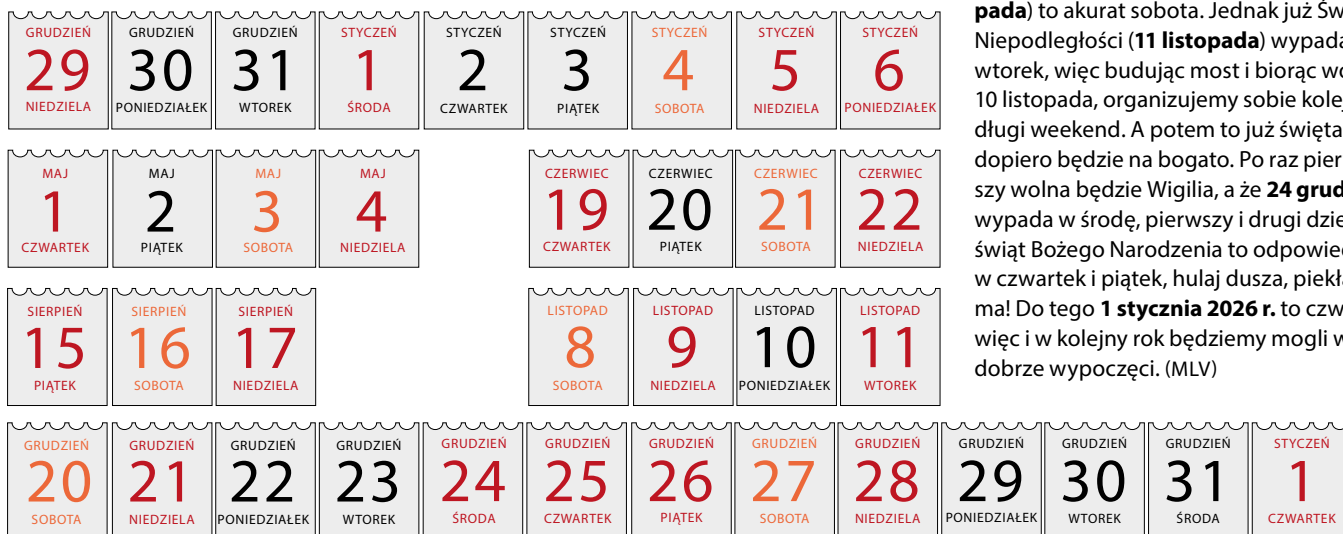 GRUDZIEŃ GRUDZIEŃ GRUDZIEŃ STYCZEŃ STYCZEŃ STYCZEŃ STYCZEŃ STYCZEŃ STYCZEŃ
29 30 31 1 2 3 4 5 6
NIEDZIELA PONIEDZIAŁEK WTOREK ŚRODA CZWARTEK PIĄTEK SOBOTA NIEDZIELA PONIEDZIAŁEK
MAJ MAJ MAJ MAJ CZERWIEC CZERWIEC CZERWIEC CZERWIEC
1 2 3 4 19 20 21 22
CZWARTEK PIĄTEK SOBOTA NIEDZIELA CZWARTEK PIĄTEK SOBOTA NIEDZIELA
SIERPIEŃ SIERPIEŃ SIERPIEŃ LISTOPAD LISTOPAD LISTOPAD LISTOPAD
15 16 17 8 9 10 11
PIĄTEK SOBOTA NIEDZIELA SOBOTA NIEDZIELA PONIEDZIAŁEK WTOREK
GRUDZIEŃ GRUDZIEŃ GRUDZIEŃ GRUDZIEŃ GRUDZIEŃ GRUDZIEŃ GRUDZIEŃ GRUDZIEŃ GRUDZIEŃ GRUDZIEŃ GRUDZIEŃ GRUDZIEŃ STYCZEŃ
20 21 22 23 24 25 26 27 28 29 30 31 1
SOBOTA NIEDZIELA PONIEDZIAŁEK WTOREK ŚRODA CZWARTEK PIĄTEK SOBOTA NIEDZIELA PONIEDZIAŁEK WTOREK ŚRODA CZWARTEK
pada) to akurat sobota. Jednak już Św
Niepodległości (11 listopada) wypada
wtorek, więc budując most i biorąc wo
10 listopada, organizujemy sobie kolej
długi weekend. A potem to już święta
dopiero będzie na bogato. Po raz pier
szy wolna będzie Wigilia, a że 24 grud
wypada w środę, pierwszy i drugi dzie
świąt Bożego Narodzenia to odpowied
w czwartek i piątek, hulaj dusza, piekła
ma! Do tego 1 stycznia 2026 r. to czw
więc i w kolejny rok będziemy mogli w
dobrze wypoczęci. (MLV)